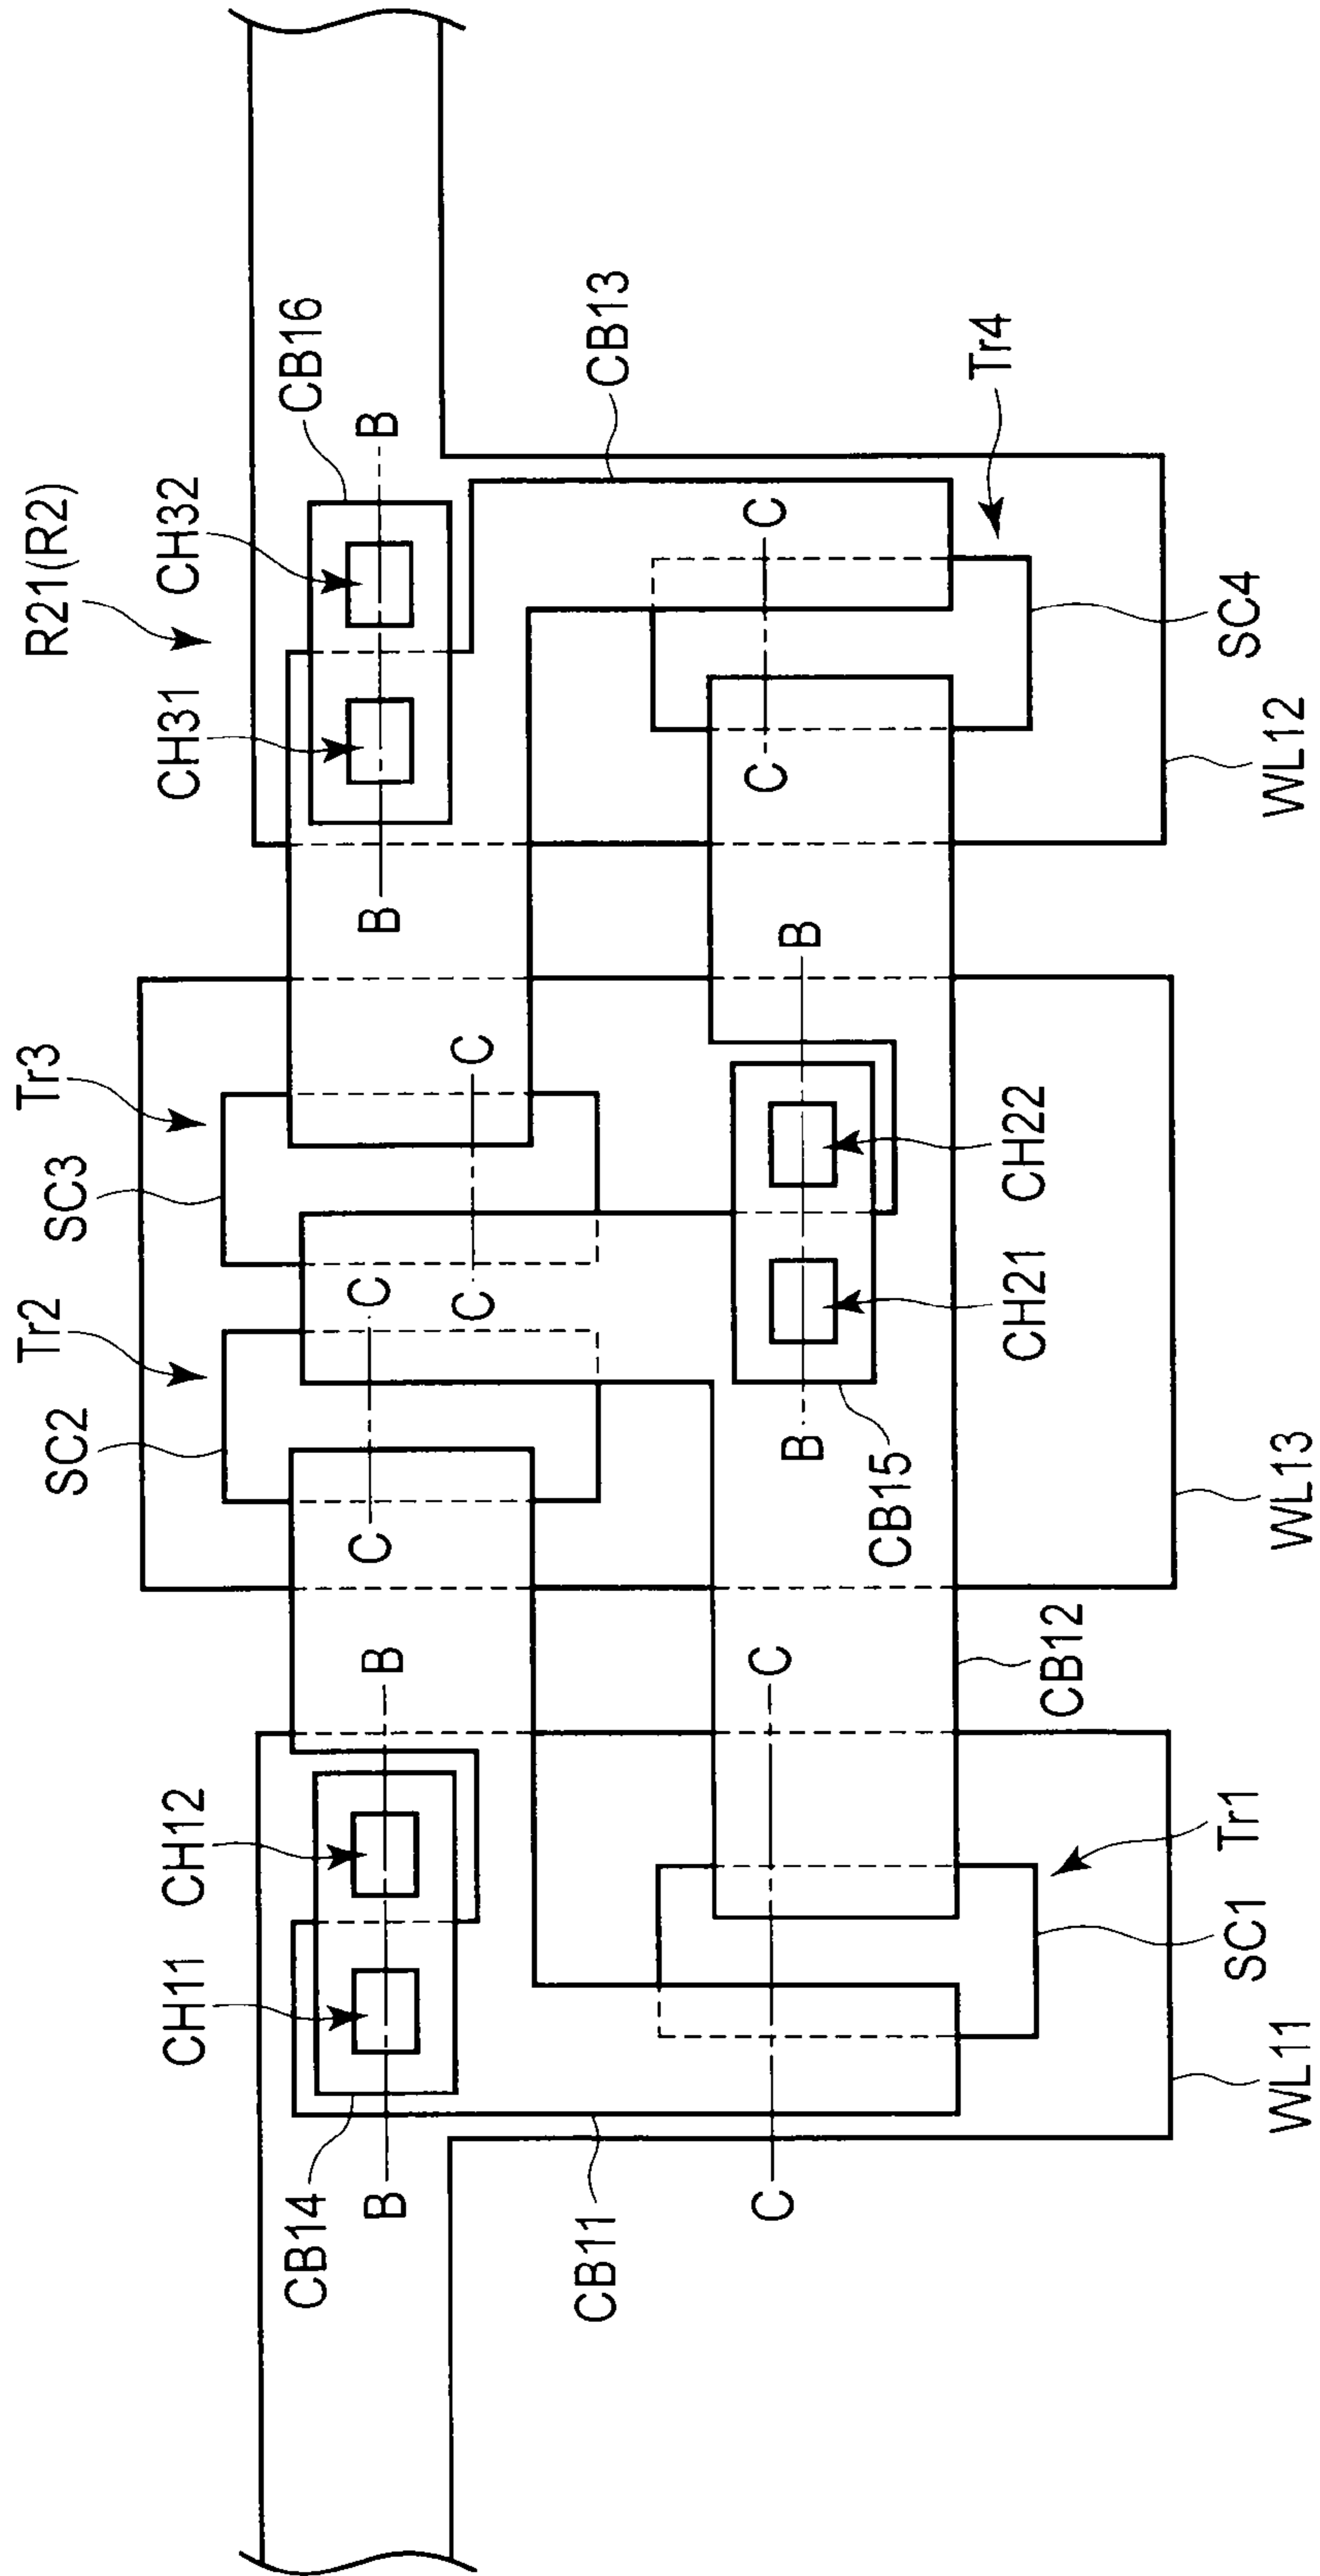 R21(R2)
Tr2
Tr3
SC2
SC3
CH11
CH12
CH31
CH32
CB14
CB16
B
B
B
B
C
C
C
C
CB11
CB13
C
C
B
B
C
C
CB15
Tr4
CH21
CH22
CB12
Tr1
SC1
SC4
WL11
WL13
WL12